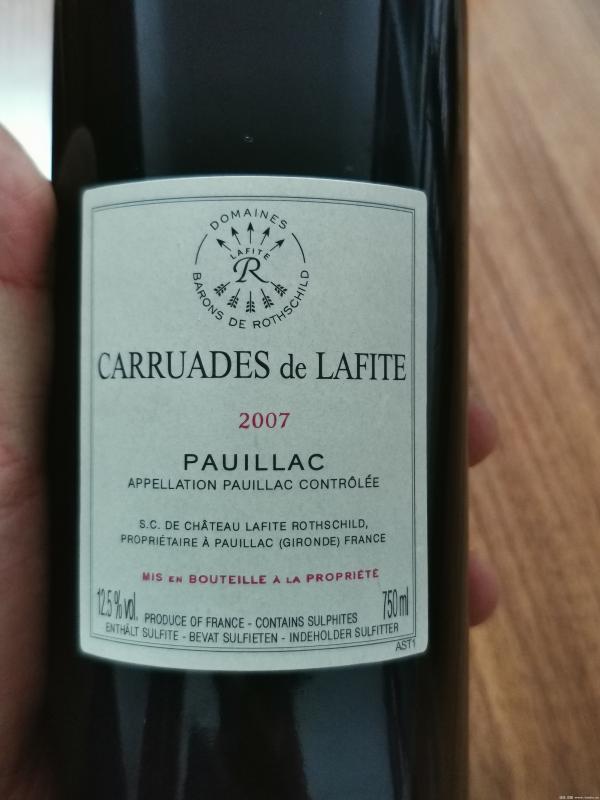 DOMAINES
LAFITE
R
BARONS DE ROTHSCHILD
CARRUADES de LAFITE
2007
PAUILLAC
APPELLATION PAUILLAC CONTRÔLÉE
S.C. DE CHÂTEAU LAFITE ROTHSCHILD,
PROPRIÉTAIRE À PAUILLAC (GIRONDE) FRANCE
MIS EN BOUTEILLE À LA PROPRIÉTÉ
12.5 % vol. PRODUCE OF FRANCE - CONTAINS SULPHITES 750 ml
ENTHÄLT SULFITE - BEVAT SULFIETEN - INDEHOLDER SULFITTER
AST1